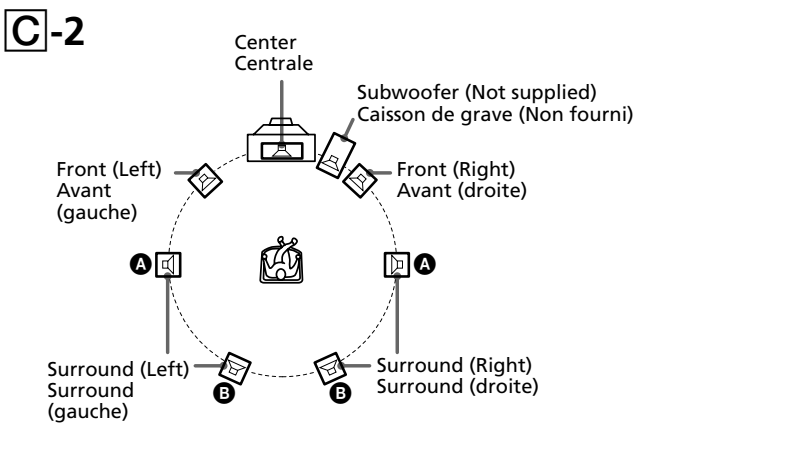 C-2
Center
Centrale
Subwoofer (Not supplied)
Caisson de grave (Non fourni)
Front (Left)
Avant
(gauche)
Front (Right)
Avant (droite)
A
A
Surround (Left)
Surround
(gauche)
B
B
Surround (Right)
Surround (droite)